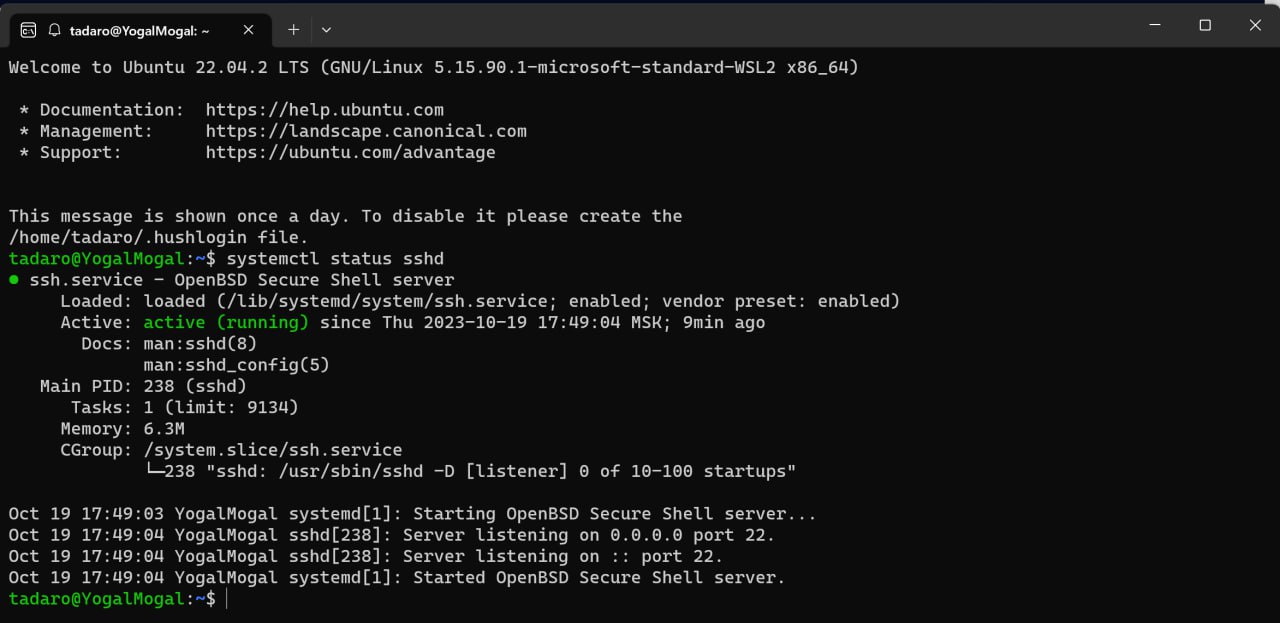 tadaro@YogalMogal: ~
Welcome to Ubuntu 22.04.2 LTS (GNU/Linux 5.15.90.1-microsoft-standard-WSL2 x86_64)
* Documentation:  https://help.ubuntu.com
* Management:     https://landscape.canonical.com
* Support:        https://ubuntu.com/advantage
This message is shown once a day. To disable it please create the
/home/tadaro/.hushlogin file.
tadaro@YogalMogal:~$ systemctl status sshd
● ssh.service - OpenBSD Secure Shell server
Loaded: loaded (/lib/systemd/system/ssh.service; enabled; vendor preset: enabled)
Active: active (running) since Thu 2023-10-19 17:49:04 MSK; 9min ago
Docs: man:sshd(8)
man:sshd_config(5)
Main PID: 238 (sshd)
Tasks: 1 (limit: 9134)
Memory: 6.3M
CGroup: /system.slice/ssh.service
└─238 "sshd: /usr/sbin/sshd -D [listener] 0 of 10-100 startups"
Oct 19 17:49:03 YogalMogal systemd[1]: Starting OpenBSD Secure Shell server...
Oct 19 17:49:04 YogalMogal sshd[238]: Server listening on 0.0.0.0 port 22.
Oct 19 17:49:04 YogalMogal sshd[238]: Server listening on :: port 22.
Oct 19 17:49:04 YogalMogal systemd[1]: Started OpenBSD Secure Shell server.
tadaro@YogalMogal:~$